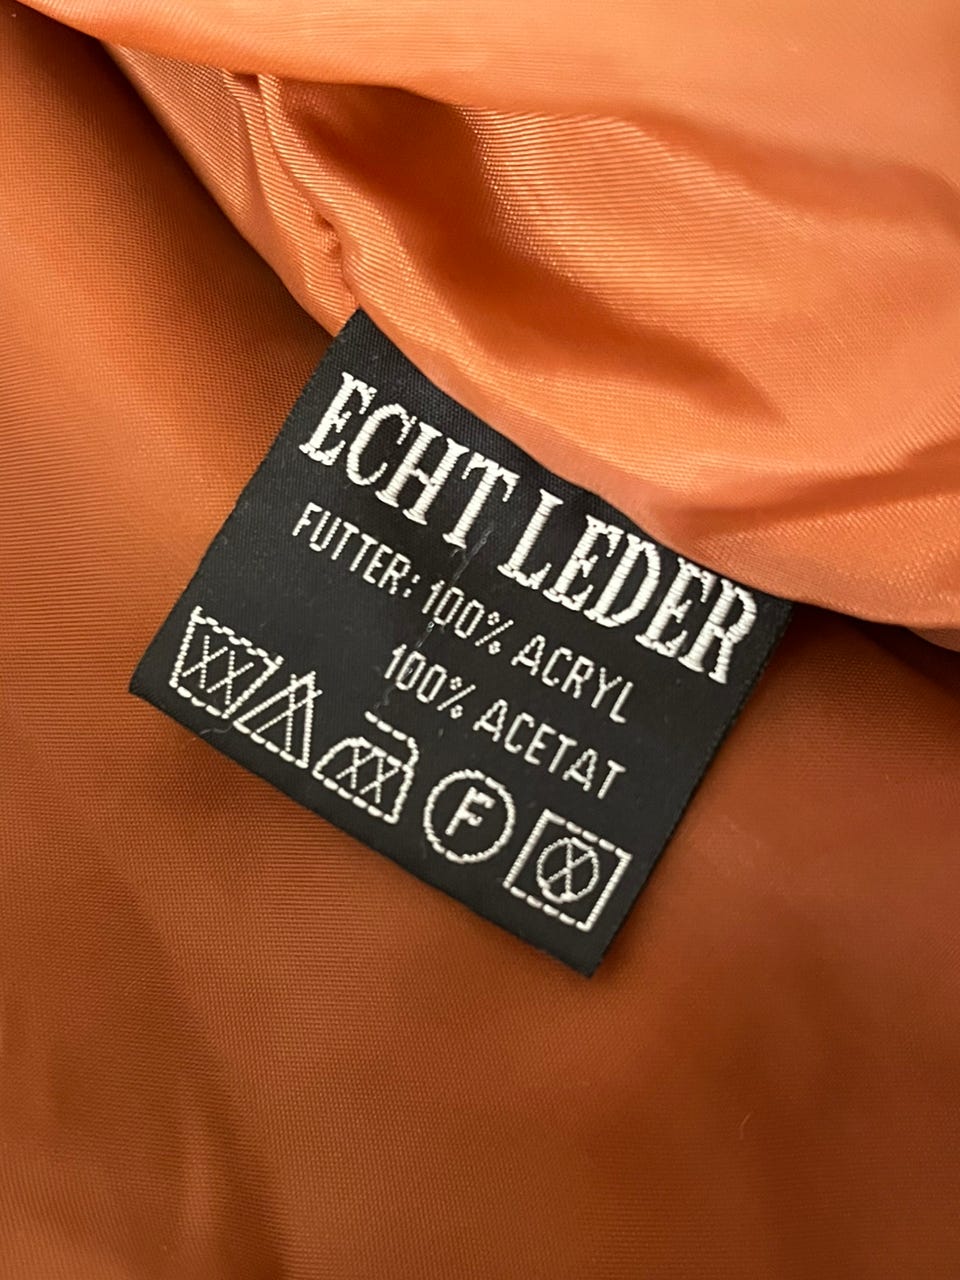 ECHT LEDER
FUTTER: 100% ACRYL
100% ACETAT
F